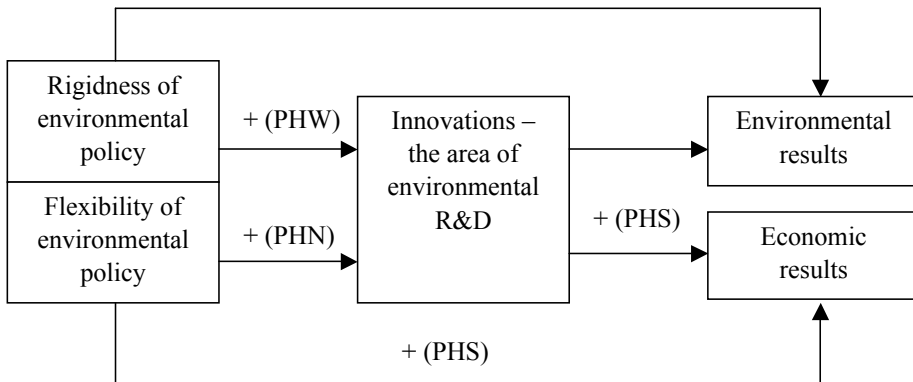 Rigidness of
environmental
policy
+ (PHW)
Innovations –
the area of
environmental
R&D
Environmental
results
Flexibility of
environmental
policy
+ (PHN)
+ (PHS)
Economic
results
+ (PHS)